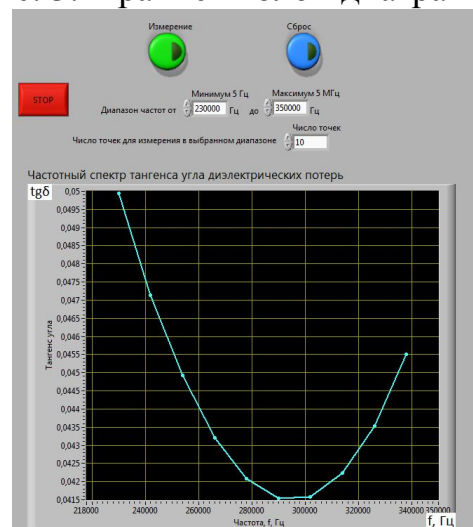 Измерение
Сброс
STOP
Минимум 5 Гц
Максимум 5 МГц
Диапазон частот от 230000 Гц до 350000 Гц
Число точек
Число точек для измерения в выбранном диапазоне 10
Частотный спектр тангенса угла диэлектрических потерь
tgδ
0,05
0,0495
0,049
0,0485
0,048
0,0475
0,047
0,0465
0,046
0,0455
0,045
0,0445
0,044
0,0435
0,043
0,0425
0,042
0,0415
Тангенс угла
218000 240000 260000 280000 300000 320000 340000 350000
Частота, f, Гц
f, Гц